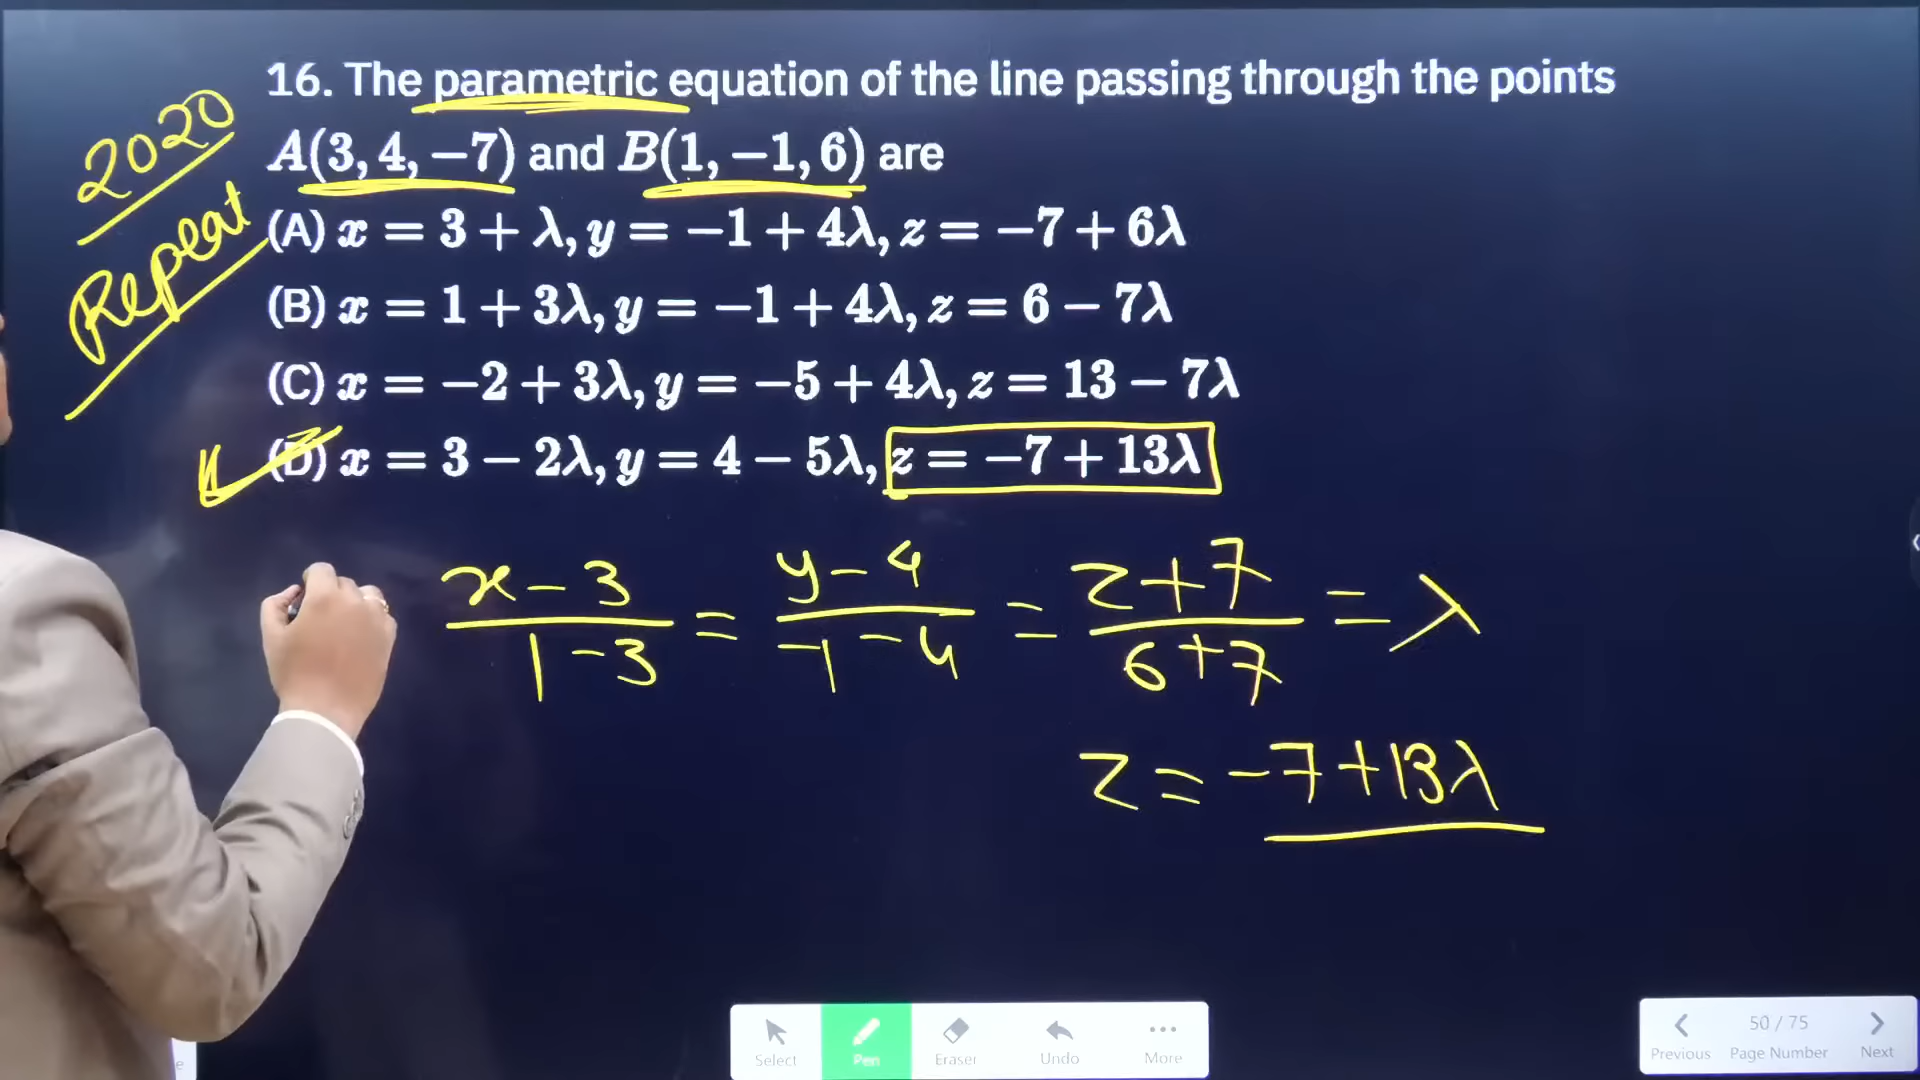 16. The parametric equation of the line passing through the points
A(3, 4, −7) and B(1, −1, 6) are
(A) x = 3 + λ, y = −1 + 4λ, z = −7 + 6λ
(B) x = 1 + 3λ, y = −1 + 4λ, z = 6 − 7λ
(C) x = −2 + 3λ, y = −5 + 4λ, z = 13 − 7λ
(D) x = 3 − 2λ, y = 4 − 5λ, z = −7 + 13λ
2020
Repeat
x − 3 / 1 − 3 = y − 4 / −1 − 4 = z + 7 / 6 + 7 = λ
z = −7 + 13λ
Select Pen Eraser Undo More
50 / 75
Previous Page Number Next